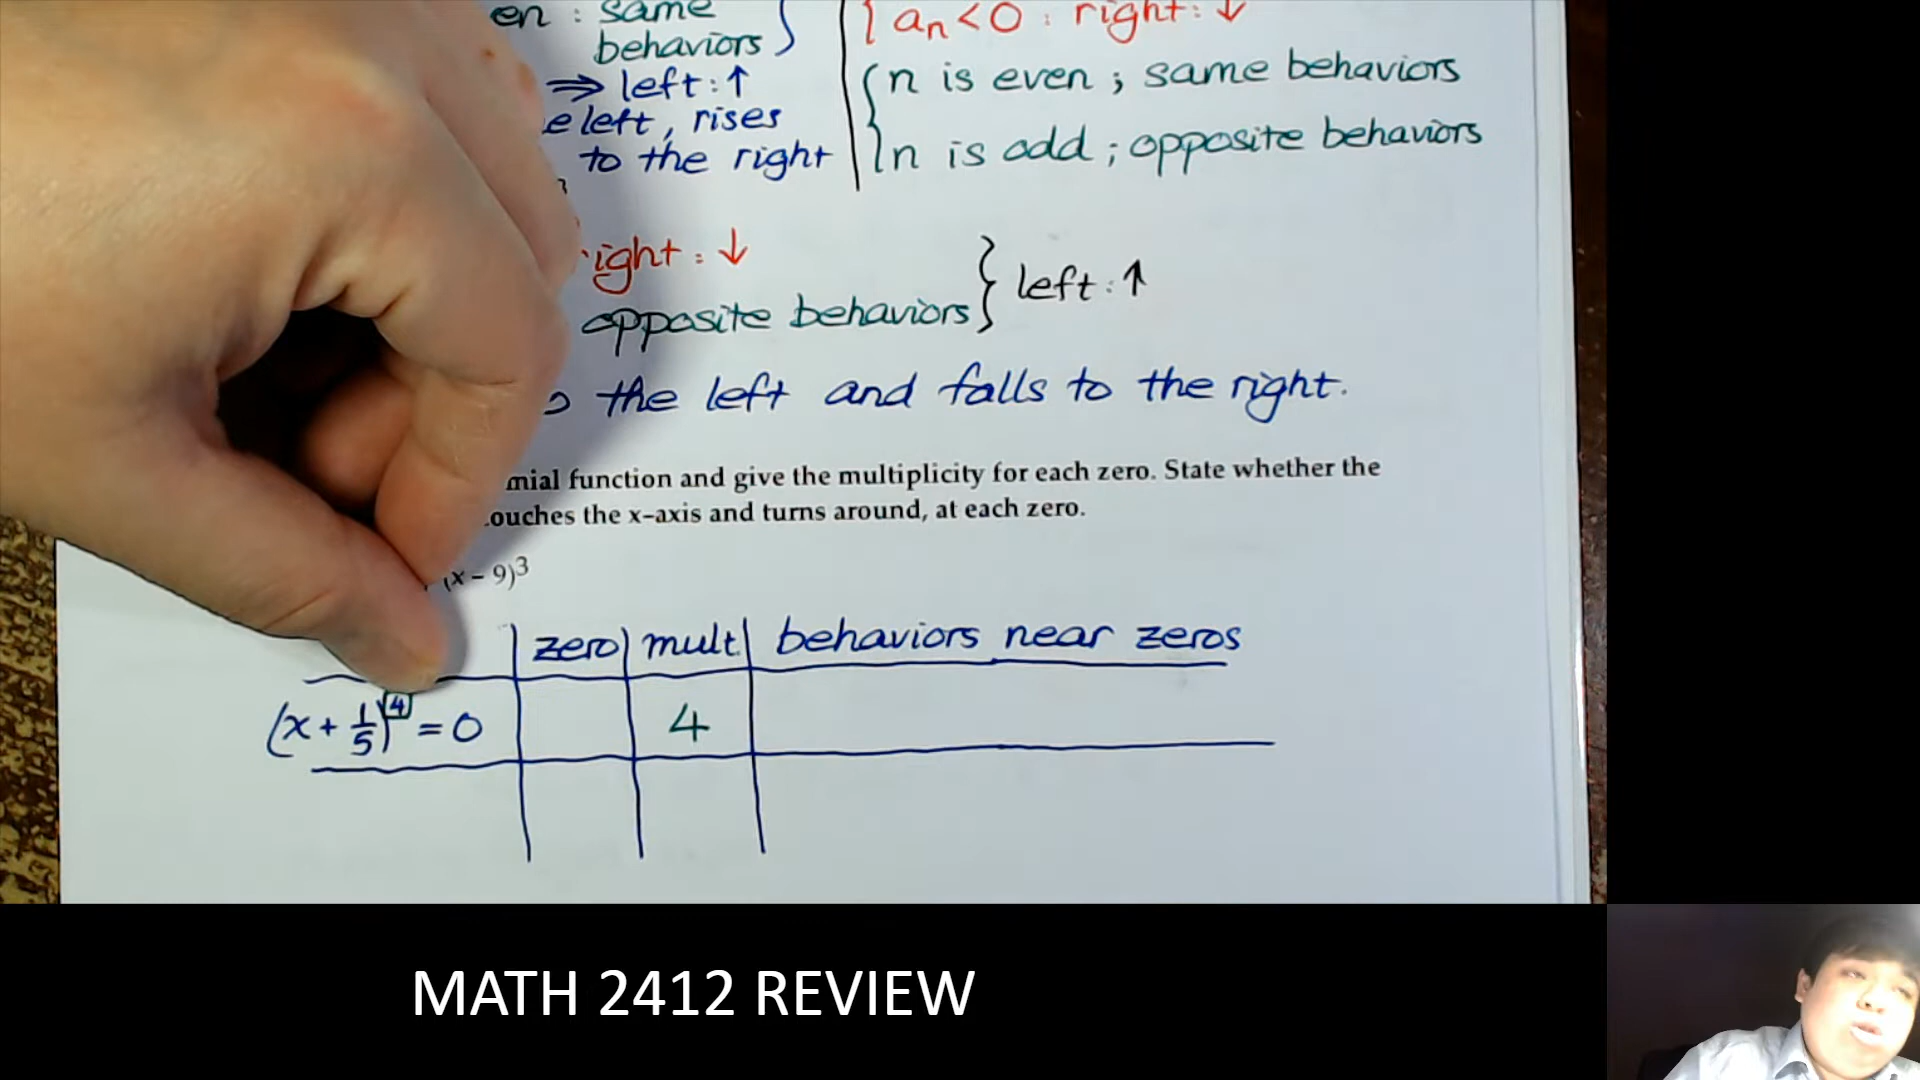 en : same
behaviors
⇒ left : ↑
e left, rises
to the right
aₙ < 0 : right : ↓
n is even ; same behaviors
n is odd ; opposite behaviors
right : ↓
opposite behaviors } left : ↑
the left and falls to the right.
mial function and give the multiplicity for each zero. State whether the
ouches the x-axis and turns around, at each zero.
(x - 9)³
zero mult. behaviors near zeros
(x + 1/5)⁴ = 0 4
MATH 2412 REVIEW